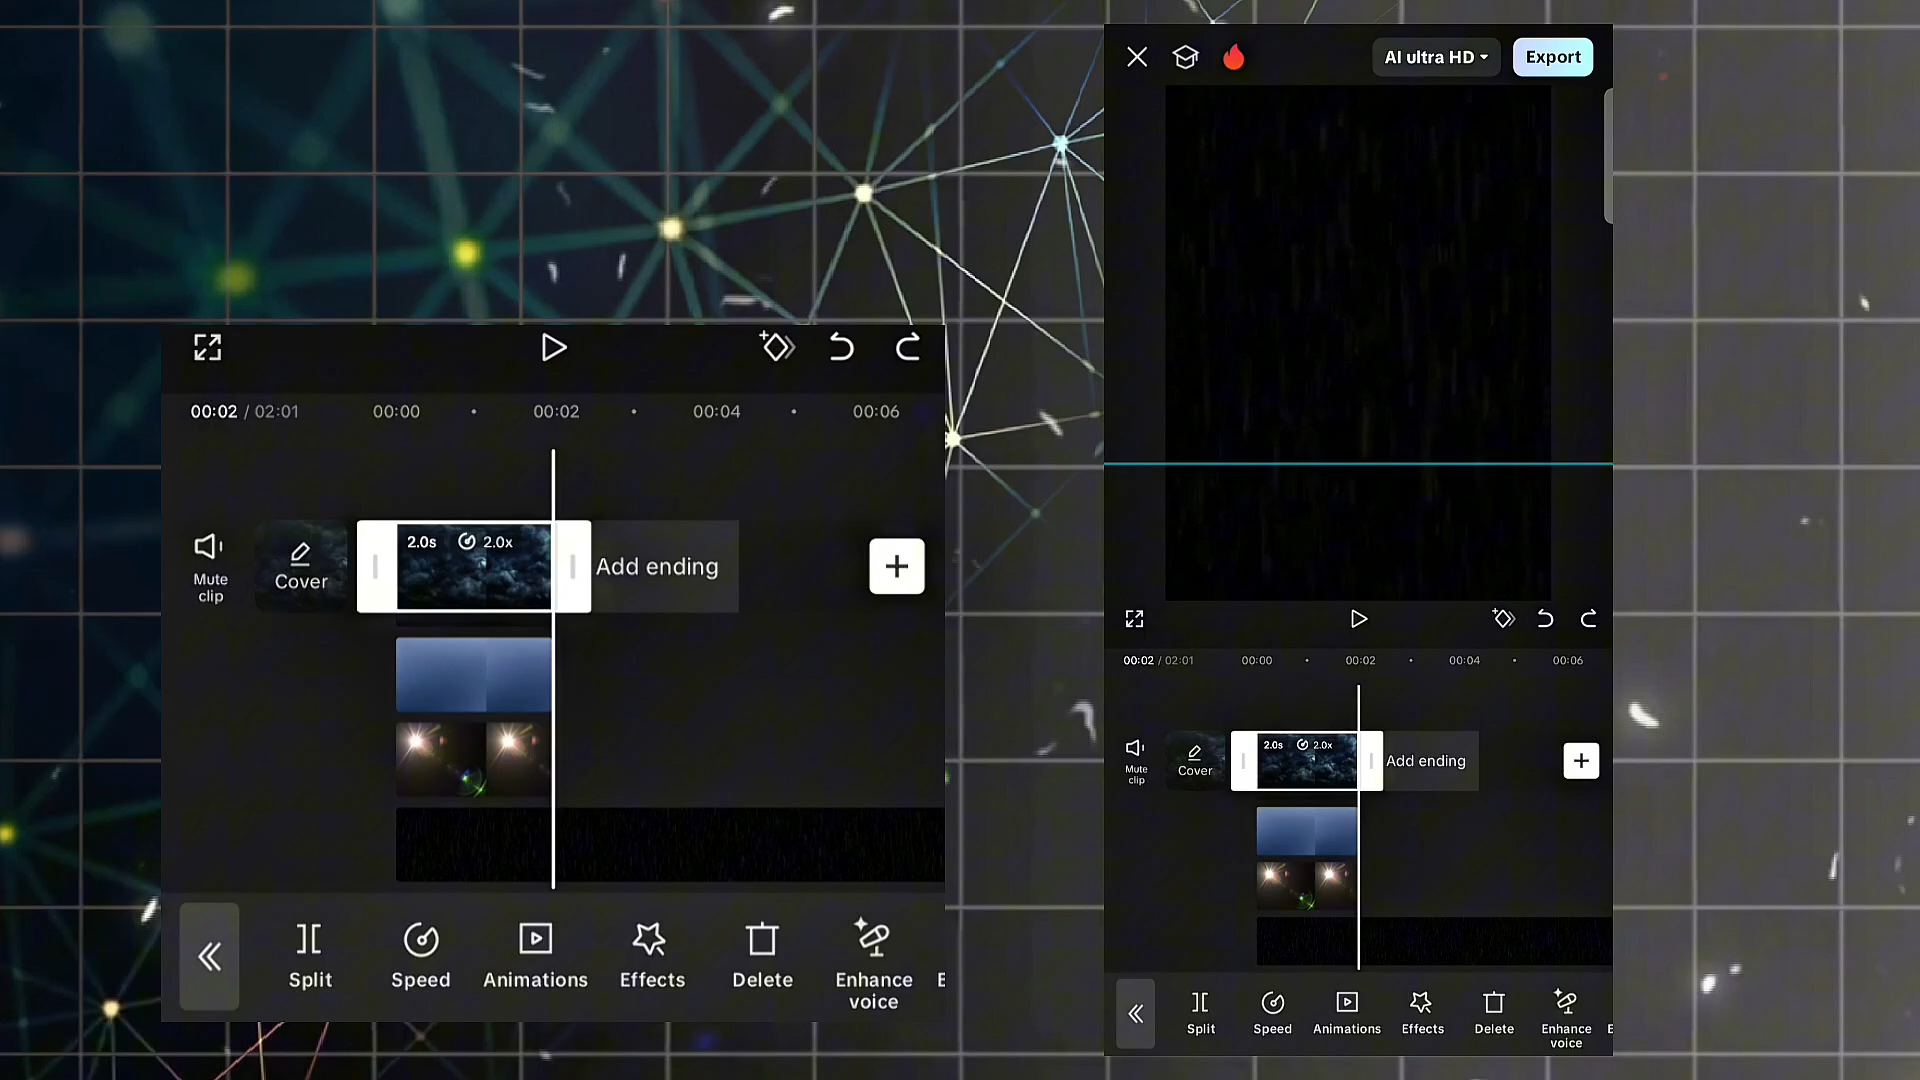 00:02 / 02:01 00:00 00:02 00:04 00:06
Mute
clip
Cover
2.0s 2.0x
Add ending
Split
Speed
Animations
Effects
Delete
Enhance
voice
E
AI ultra HD
Export
00:02 / 02:01 00:00 00:02 00:04 00:06
Mute
clip
Cover
2.0s 2.0x
Add ending
Split
Speed
Animations
Effects
Delete
Enhance
voice
E